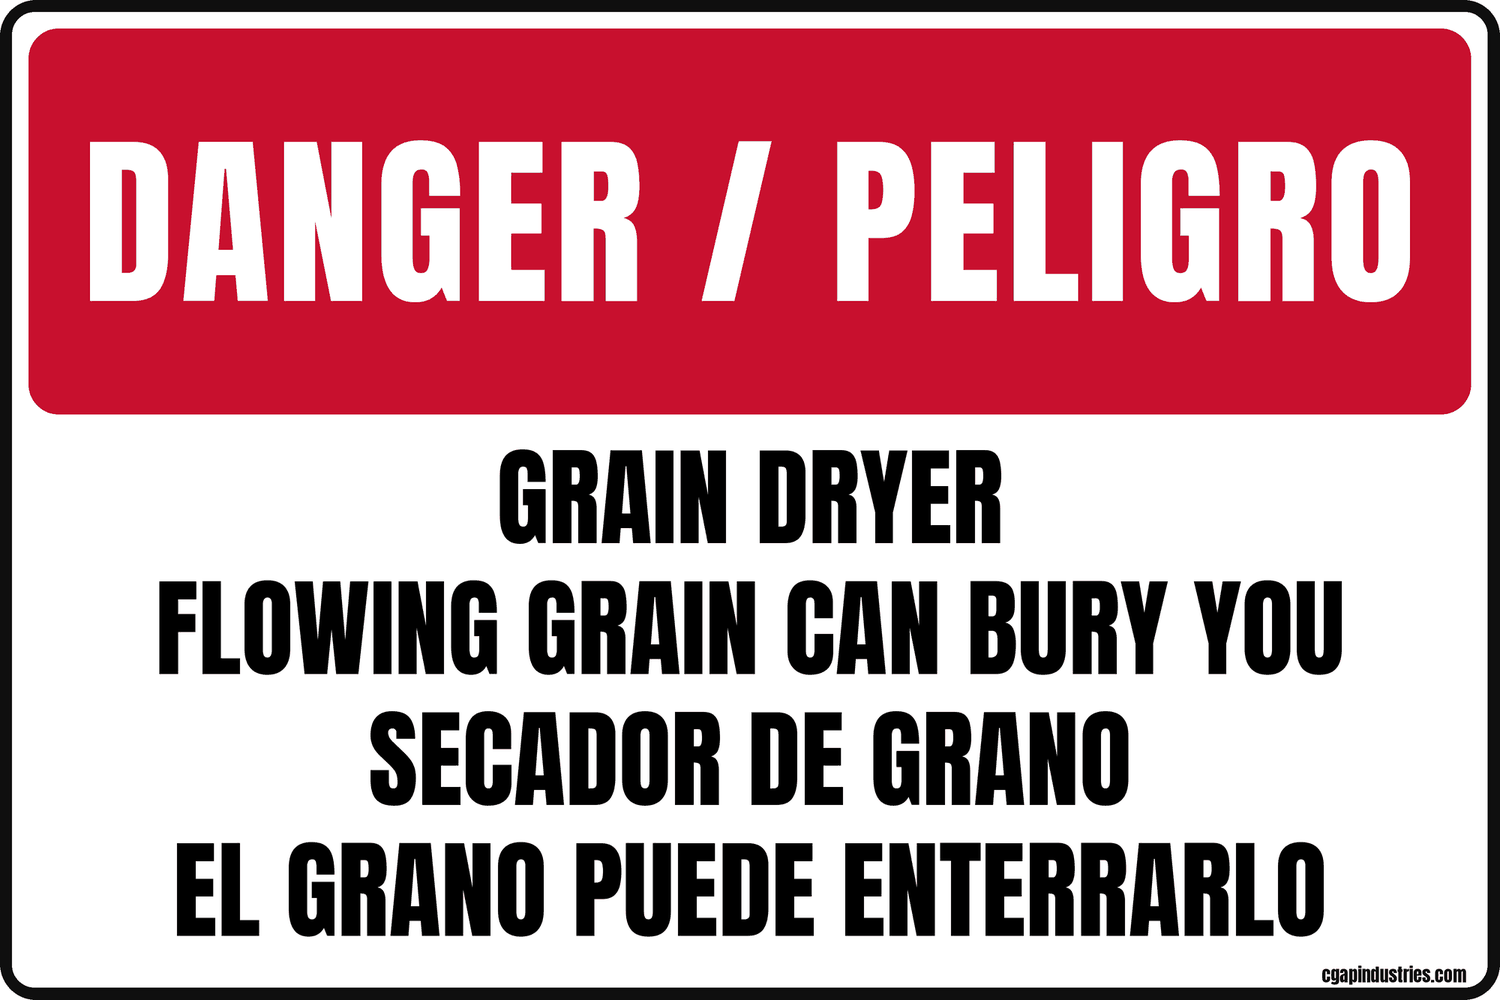 DANGER / PELIGRO
GRAIN DRYER
FLOWING GRAIN CAN BURY YOU
SECADOR DE GRANO
EL GRANO PUEDE ENTERRARLO
cgapindustries.com